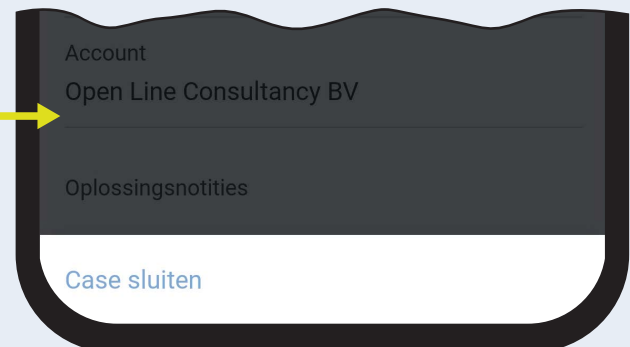 Account
Open Line Consultancy BV
Oplossingsnotities
Case sluiten